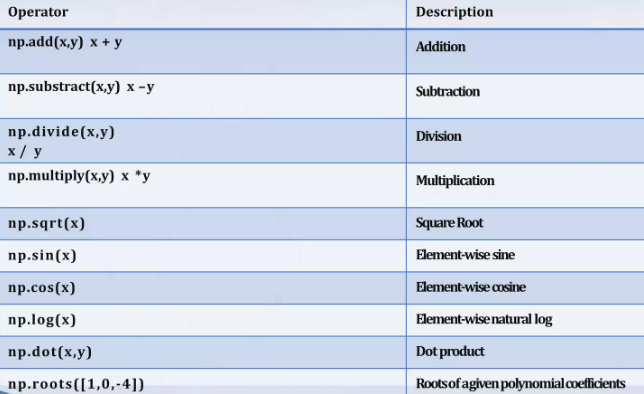 Operator Description
np.add(x,y) x + y Addition
np.substract(x,y) x –y Subtraction
np.divide(x,y)
x / y Division
np.multiply(x,y) x *y Multiplication
np.sqrt(x) Square Root
np.sin(x) Element-wise sine
np.cos(x) Element-wise cosine
np.log(x) Element-wise natural log
np.dot(x,y) Dot product
np.roots([1,0,-4]) Roots of a given polynomial coefficients